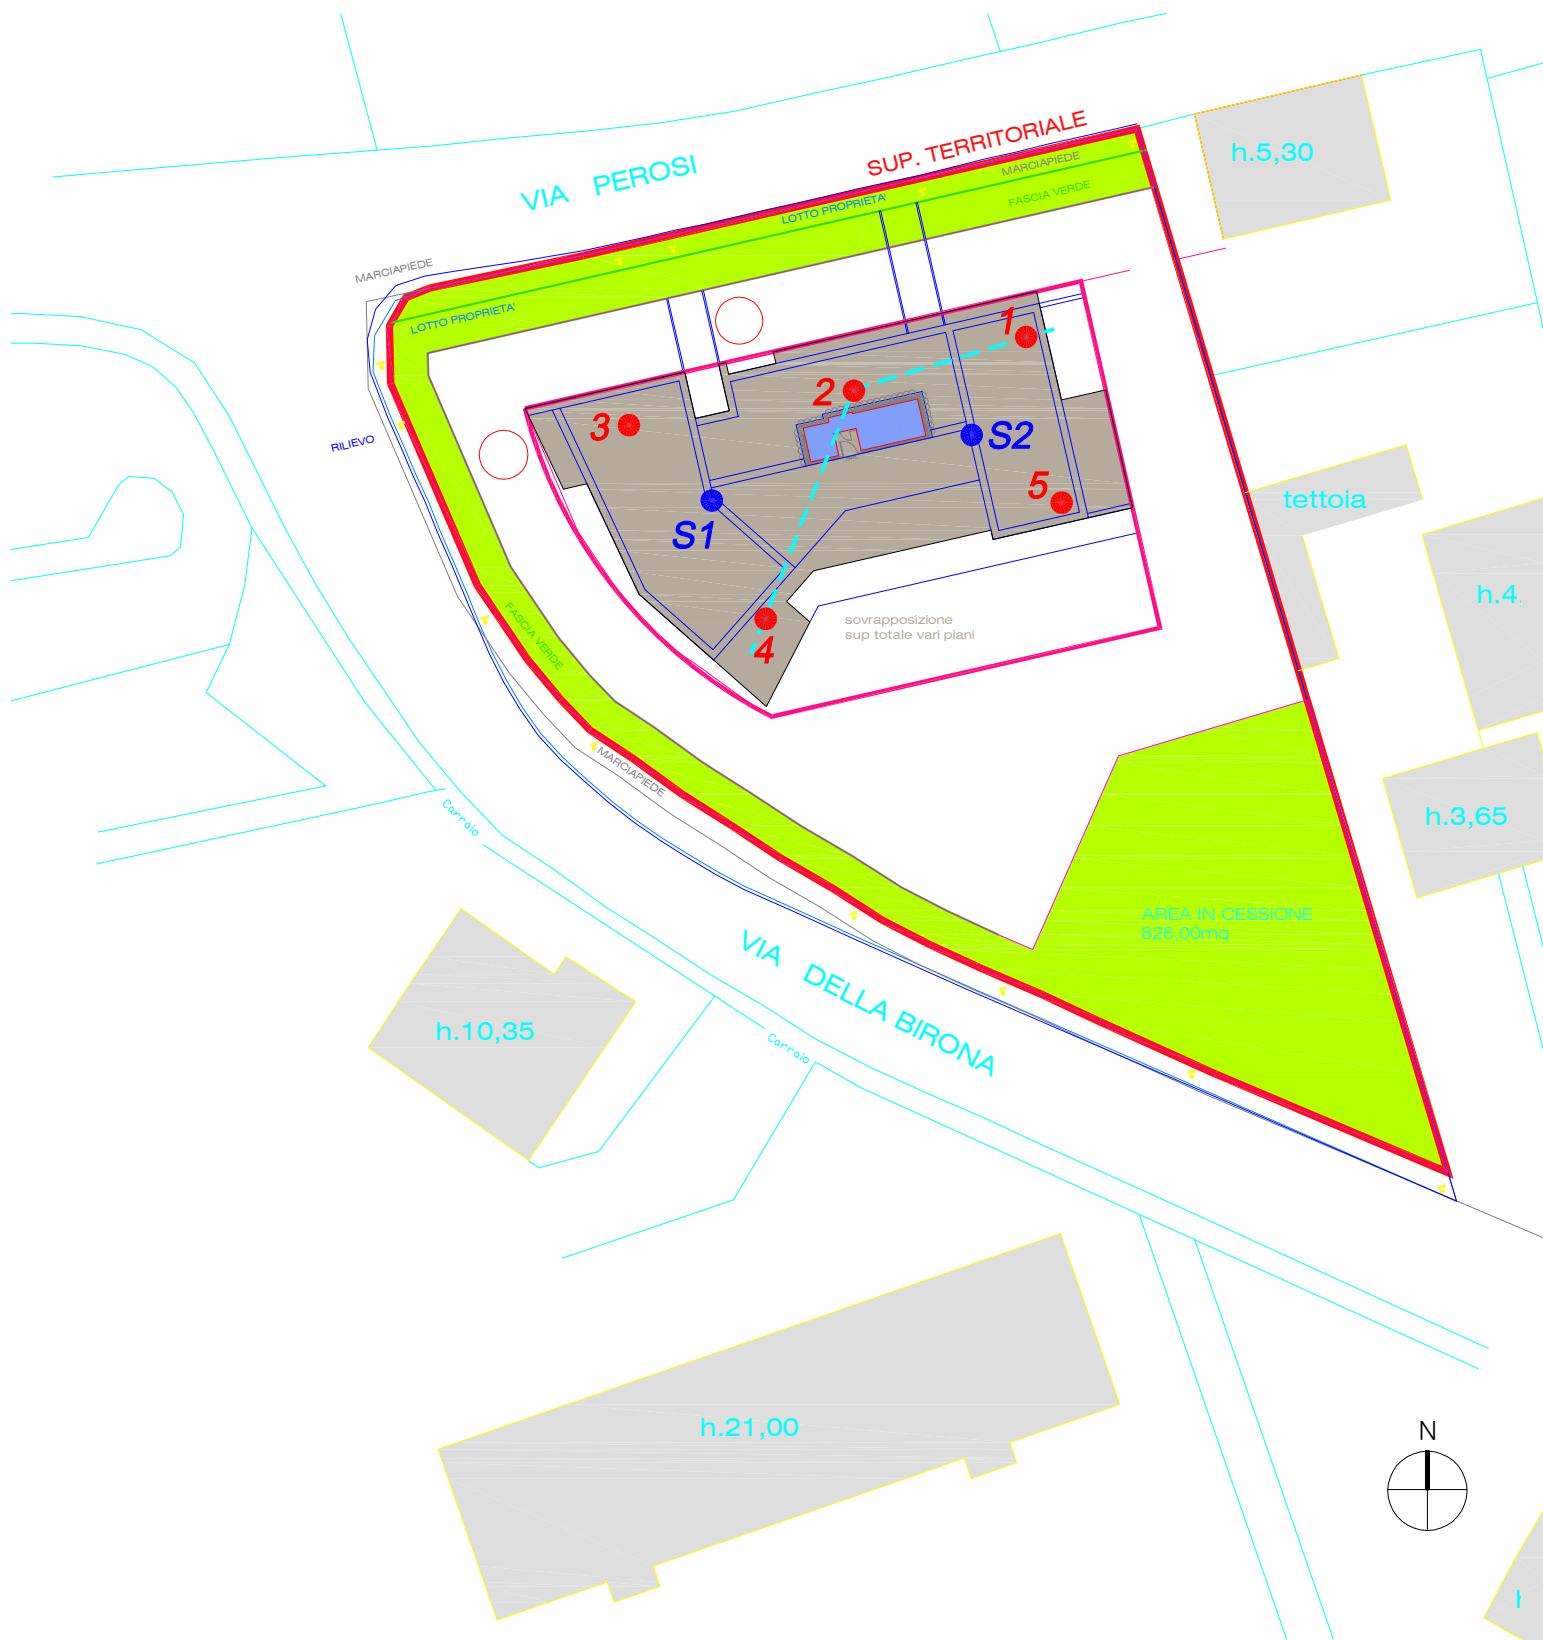 SUP. TERRITORIALE
h.5,30
VIA PEROSI
MARCIAPIEDE
FASCIA VERDE
LOTTO PROPRIETA'
MARCIAPIEDE
LOTTO PROPRIETA'
RILIEVO
1
2
3
S2
5
S1
tettoia
h.4
FASCIA VERDE
sovrapposizione
sup totale vari piani
4
MARCIAPIEDE
Carraio
h.3,65
AREA IN CESSIONE
826,00mq
VIA DELLA BIRONA
h.10,35
Carraio
h.21,00
N